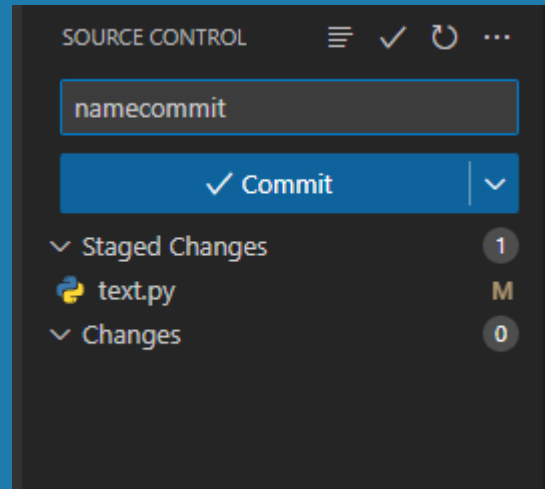 SOURCE CONTROL
namecommit
Commit
Staged Changes 1
text.py M
Changes 0